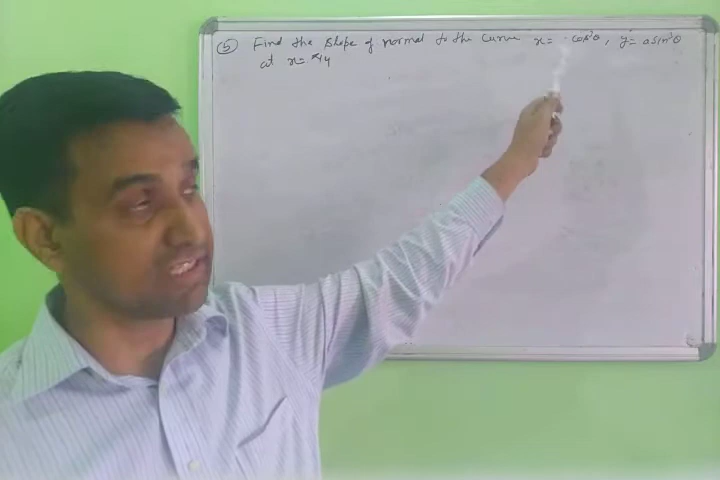 ⑤ Find the slope of normal to the curve x= cos³θ, y= a sin³θ
at x= π/4